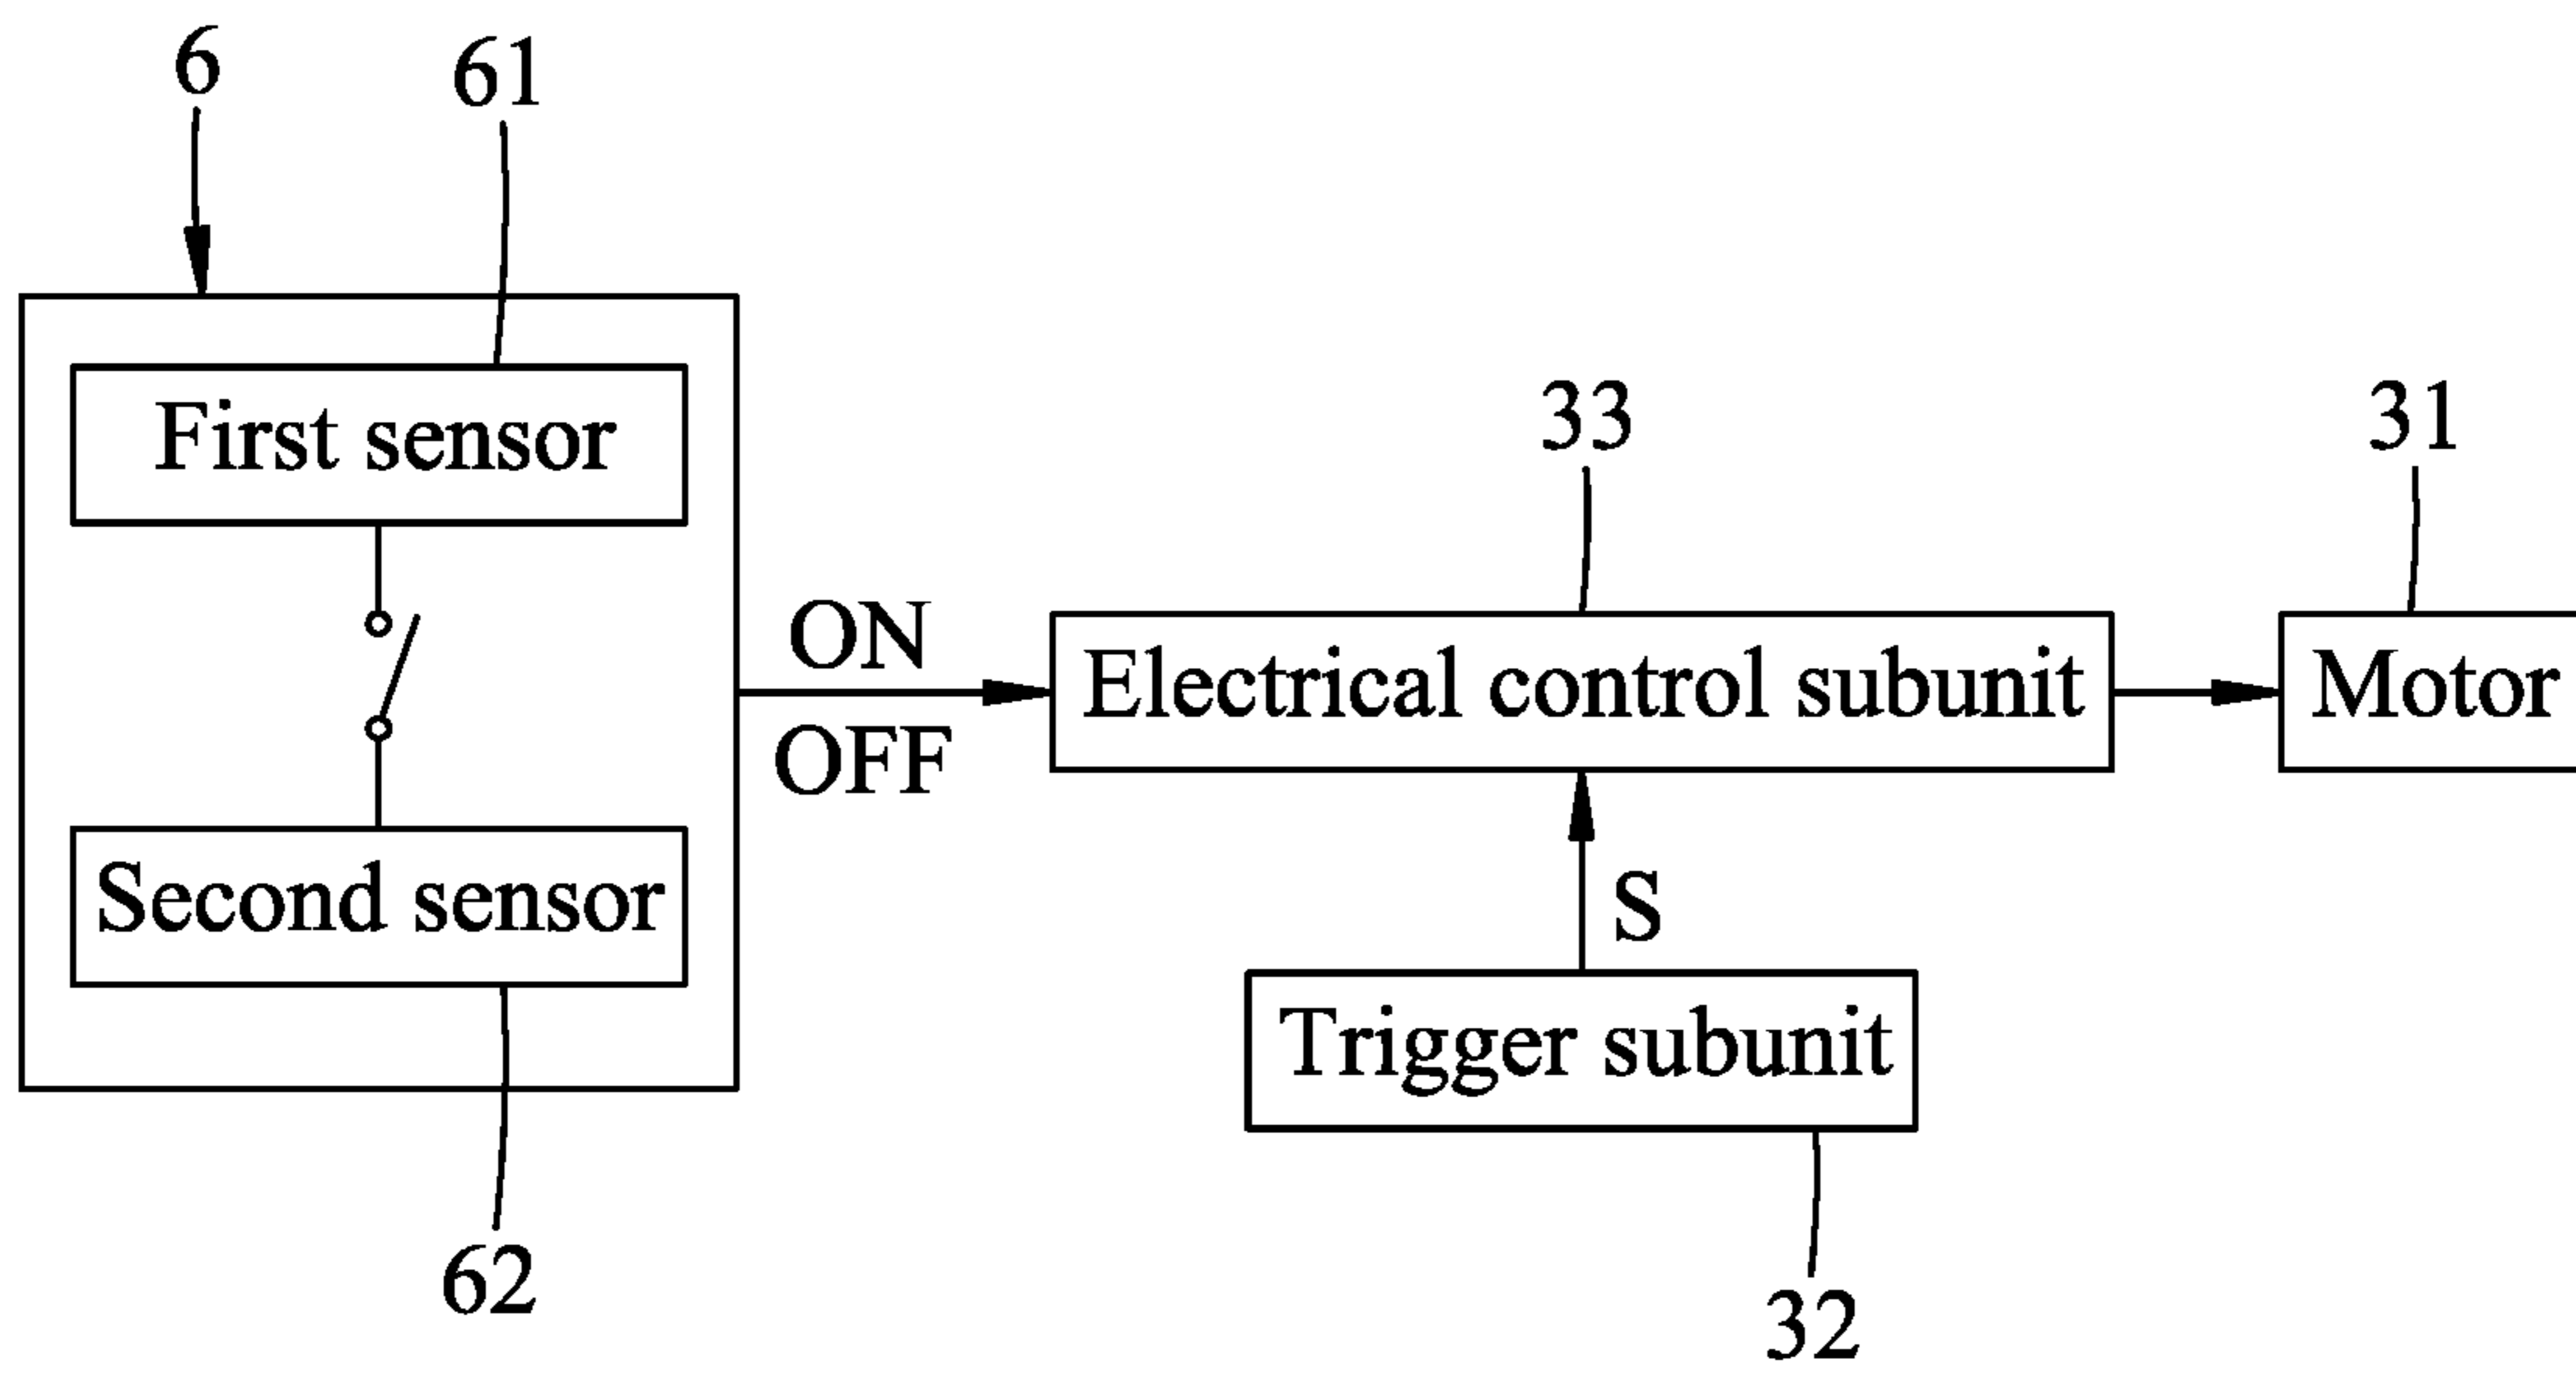 6
61
First sensor
33
31
ON
Electrical control subunit
Motor
OFF
Second sensor
S
Trigger subunit
62
32